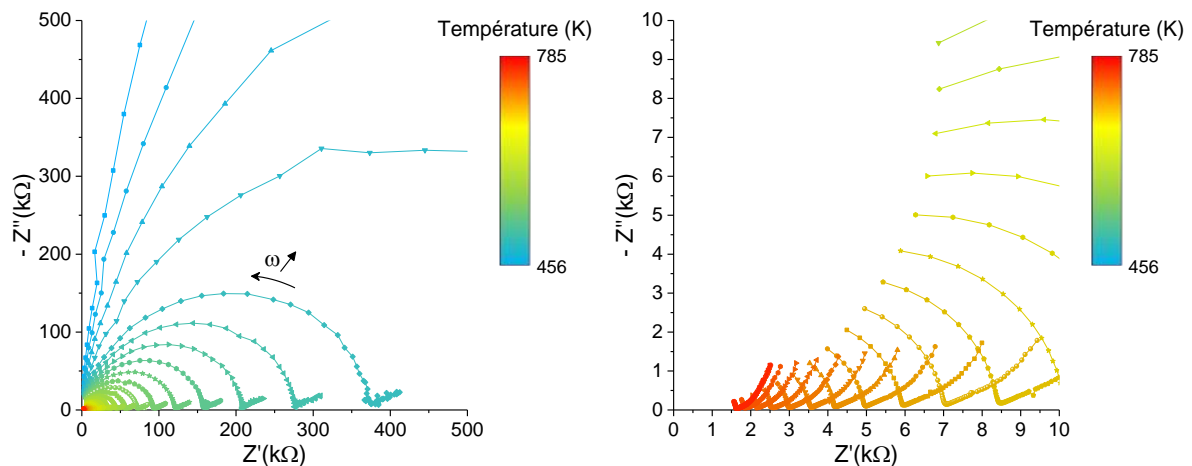 500
400
300
200
100
0
- Z"(kΩ)
0 100 200 300 400 500
Z'(kΩ)
ω
Température (K)
785
456
10
9
8
7
6
5
4
3
2
1
0
- Z"(kΩ)
0 1 2 3 4 5 6 7 8 9 10
Z'(kΩ)
Température (K)
785
456